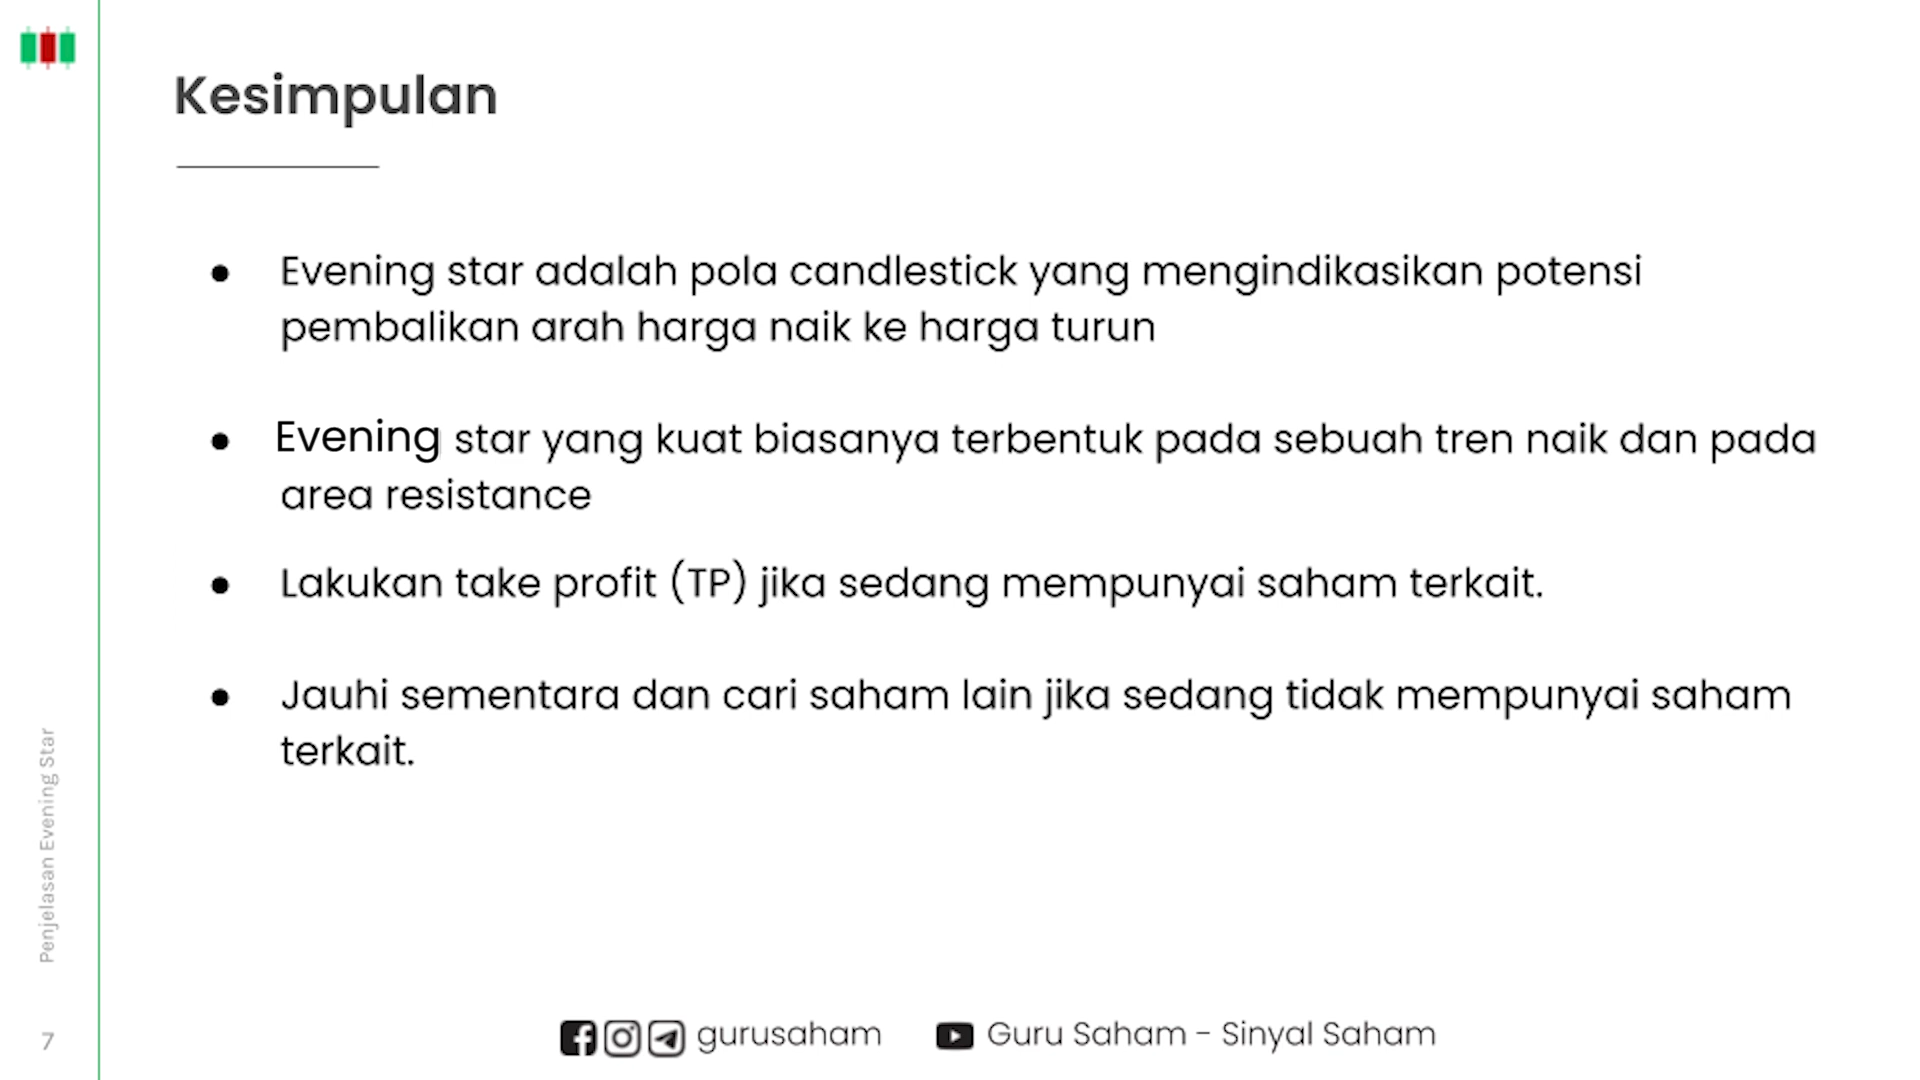 Kesimpulan
● Evening star adalah pola candlestick yang mengindikasikan potensi
pembalikan arah harga naik ke harga turun
● Evening star yang kuat biasanya terbentuk pada sebuah tren naik dan pada
area resistance
● Lakukan take profit (TP) jika sedang mempunyai saham terkait.
● Jauhi sementara dan cari saham lain jika sedang tidak mempunyai saham
terkait.
Penjelasan Evening Star
7
gurusaham
Guru Saham - Sinyal Saham